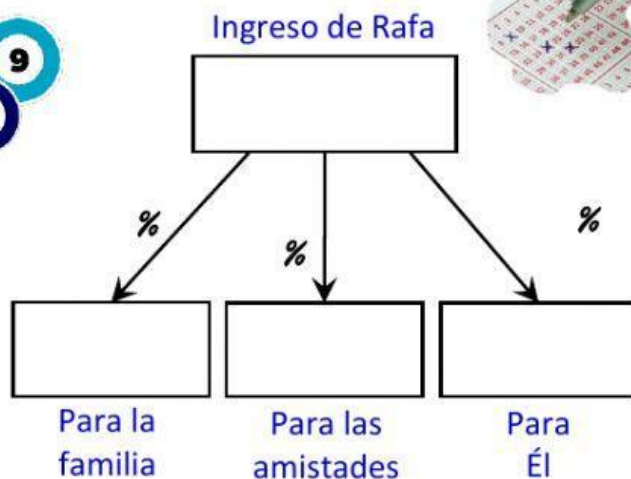 Ingreso de Rafa
9
%
%
%
Para la
familia
Para las
amistades
Para
Él